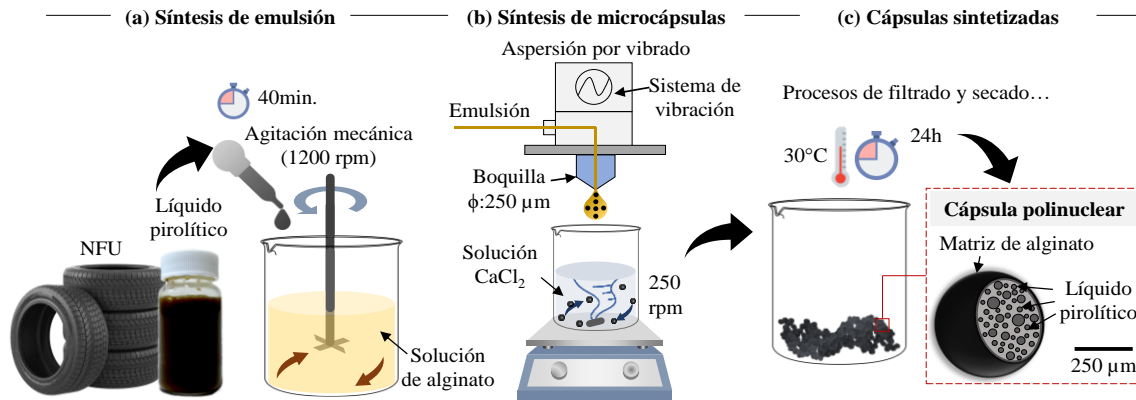 (a) Síntesis de emulsión
40min.
Agitación mecánica
(1200 rpm)
Líquido
pirolítico
NFU
Solución
de alginato
(b) Síntesis de microcápsulas
Aspersión por vibrado
Sistema de
vibración
Emulsión
Boquilla
ϕ:250 µm
Solución
CaCl₂
250
rpm
(c) Cápsulas sintetizadas
Procesos de filtrado y secado…
30°C
24h
Cápsula polinuclear
Matriz de alginato
Líquido
pirolítico
250 µm